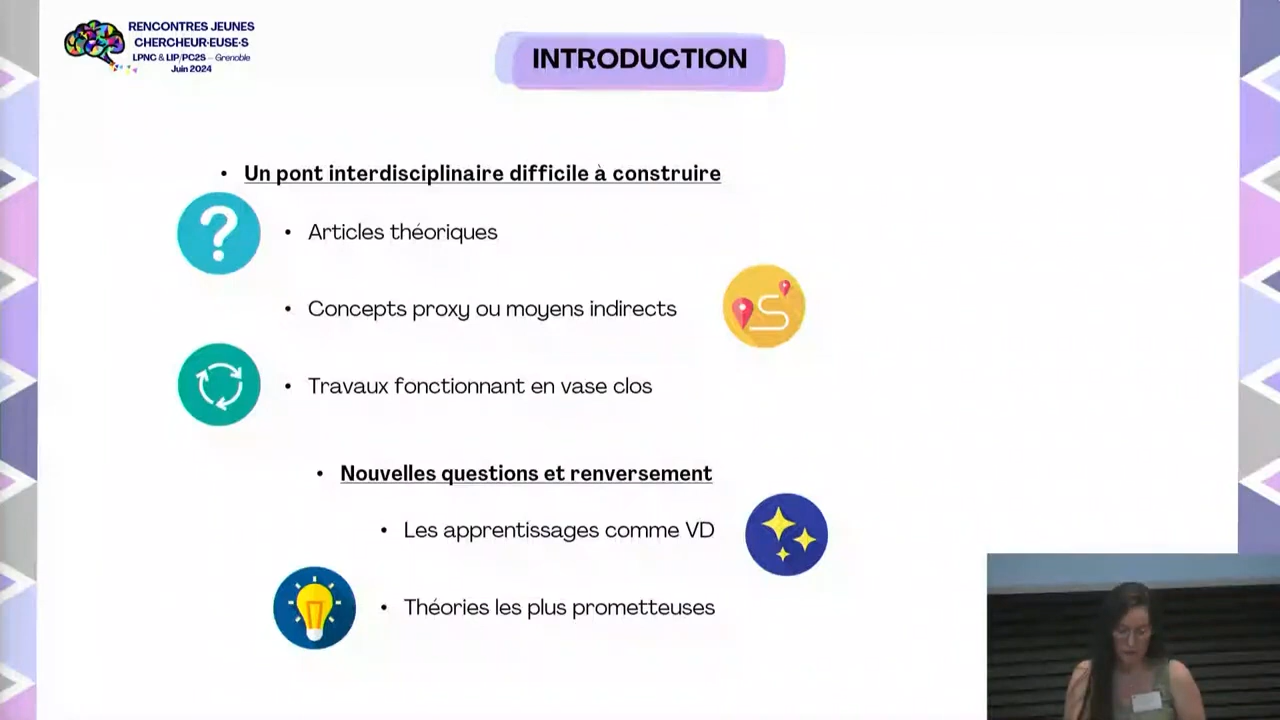 RENCONTRES JEUNES
CHERCHEUR·EUSE·S
LPNC & LIP/PC2S – Grenoble
Juin 2024
INTRODUCTION
• Un pont interdisciplinaire difficile à construire
• Articles théoriques
• Concepts proxy ou moyens indirects
• Travaux fonctionnant en vase clos
• Nouvelles questions et renversement
• Les apprentissages comme VD
• Théories les plus prometteuses